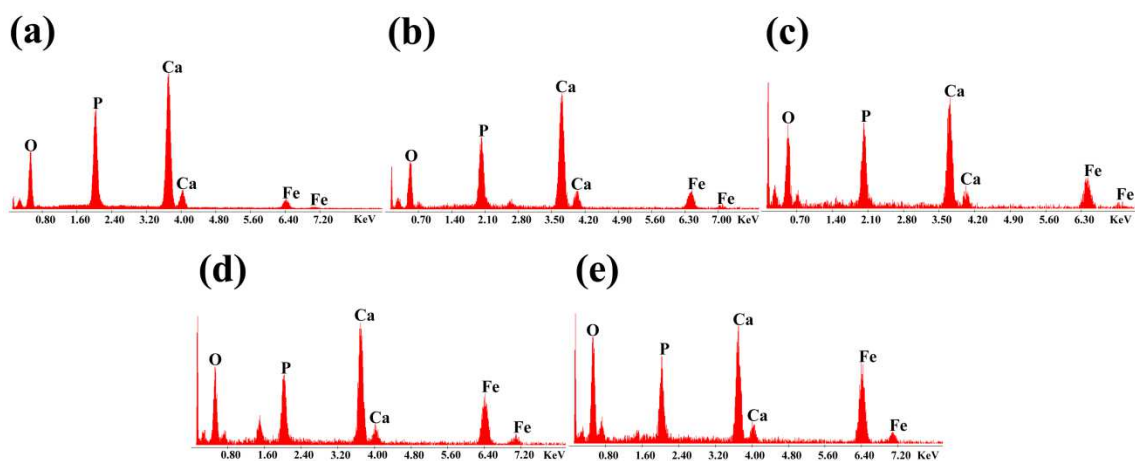 (a)
Ca
P
O
Ca
Fe
Fe
0.80 1.60 2.40 3.20 4.00 4.80 5.60 6.40 7.20 KeV
(b)
Ca
P
O
Ca
Fe
Fe
0.70 1.40 2.10 2.80 3.50 4.20 4.90 5.60 6.30 7.00 KeV
(c)
Ca
O
P
Ca
Fe
Fe
0.70 1.40 2.10 2.80 3.50 4.20 4.90 5.60 6.30 KeV
(d)
Ca
O
P
Ca
Fe
Fe
0.80 1.60 2.40 3.20 4.00 4.80 5.60 6.40 7.20 KeV
(e)
Ca
O
P
Ca
Fe
Fe
0.80 1.60 2.40 3.20 4.00 4.80 5.60 6.40 7.20 KeV